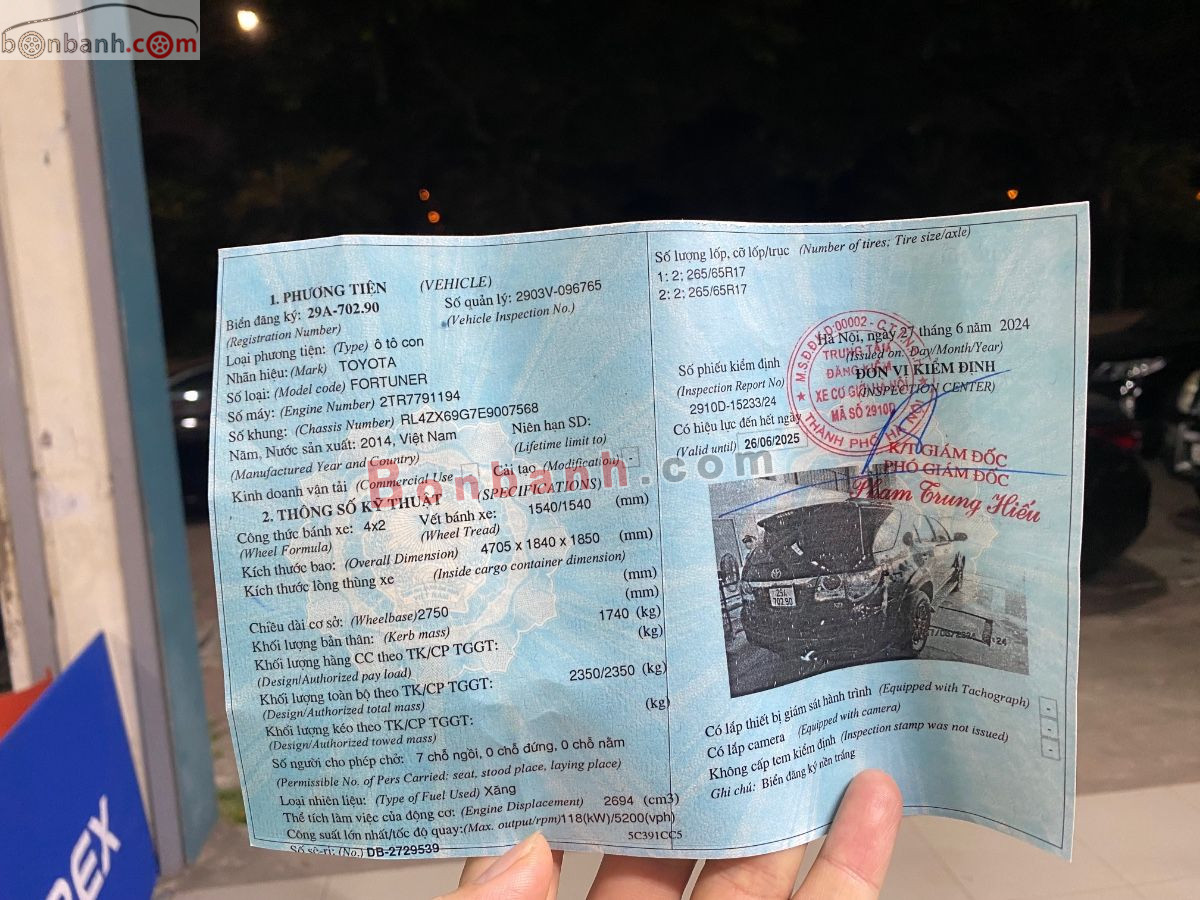 bonbanh.com
1. PHƯƠNG TIỆN (VEHICLE)
Biển đăng ký: 29A-702.90 Số quản lý: 2903V-096765
(Registration Number) (Vehicle Inspection No.)
Loại phương tiện: (Type) ô tô con
Nhãn hiệu: (Mark) TOYOTA
Số loại: (Model code) FORTUNER
Số máy: (Engine Number) 2TR7791194
Số khung: (Chassis Number) RL4ZX69G7E9007568
Năm, Nước sản xuất: 2014, Việt Nam Niên hạn SD:
(Manufactured Year and Country) (Lifetime limit to)
Kinh doanh vận tải (Commercial Use Cải tạo (Modification)
2. THÔNG SỐ KỸ THUẬT (SPECIFICATIONS)
Công thức bánh xe: 4x2 Vết bánh xe: 1540/1540 (mm)
(Wheel Formula) (Wheel Tread)
Kích thước bao: (Overall Dimension) 4705 x 1840 x 1850 (mm)
Kích thước lòng thùng xe (Inside cargo container dimension)
(mm)
Chiều dài cơ sở: (Wheelbase) 2750 (mm)
Khối lượng bản thân: (Kerb mass) 1740 (kg)
Khối lượng hàng CC theo TK/CP TGGT: (kg)
(Design/Authorized pay load)
Khối lượng toàn bộ theo TK/CP TGGT: 2350/2350 (kg)
(Design/Authorized total mass)
Khối lượng kéo theo TK/CP TGGT: (kg)
(Design/Authorized towed mass)
Số người cho phép chở: 7 chỗ ngồi, 0 chỗ đứng, 0 chỗ nằm
(Permissible No. of Pers Carried: seat, stood place, laying place)
Loại nhiên liệu: (Type of Fuel Used) Xăng
Thể tích làm việc của động cơ: (Engine Displacement) 2694 (cm3)
Công suất lớn nhất/tốc độ quay: (Max. output/rpm) 118(kW)/5200(vph)
5C391CC5
Số sê-ri: (No.) DB-2729539
Số lượng lốp, cỡ lốp/trục (Number of tires; Tire size/axle)
1: 2; 265/65R17
2: 2; 265/65R17
Hà Nội, ngày 27 tháng 6 năm 2024
(Issued on: Day/Month/Year)
Số phiếu kiểm định ĐƠN VỊ KIỂM ĐỊNH
(Inspection Report No) (INSPECTION CENTER)
2910D-15233/24
Có hiệu lực đến hết ngày
(Valid until) 26/06/2025
TRUNG TÂM
ĐĂNG KIỂM
XE CƠ GIỚI HÀ NỘI
MÃ SỐ 2910D
THÀNH PHỐ HÀ NỘI
K/T GIÁM ĐỐC
PHÓ GIÁM ĐỐC
Phạm Trung Hiếu
29A
702.90
Có lắp thiết bị giám sát hành trình (Equipped with Tachograph)
Có lắp camera (Equipped with camera)
Không cấp tem kiểm định (Inspection stamp was not issued)
Ghi chú: Biển đăng ký nền trắng
Bonbanh.com